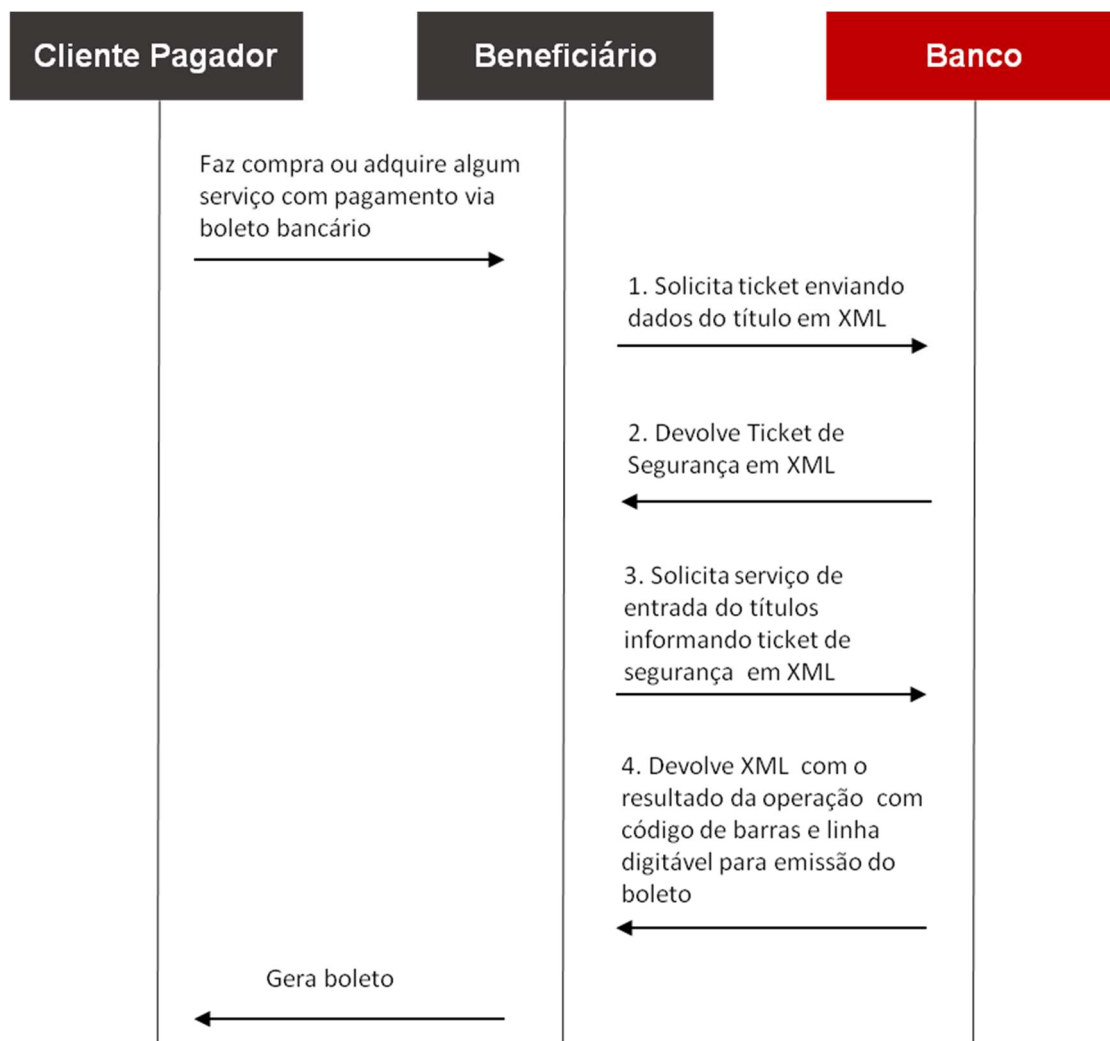 Cliente Pagador
Beneficiário
Banco
Faz compra ou adquire algum
serviço com pagamento via
boleto bancário
1. Solicita ticket enviando
dados do título em XML
2. Devolve Ticket de
Segurança em XML
3. Solicita serviço de
entrada do títulos
informando ticket de
segurança em XML
4. Devolve XML com o
resultado da operação com
código de barras e linha
digitável para emissão do
boleto
Gera boleto